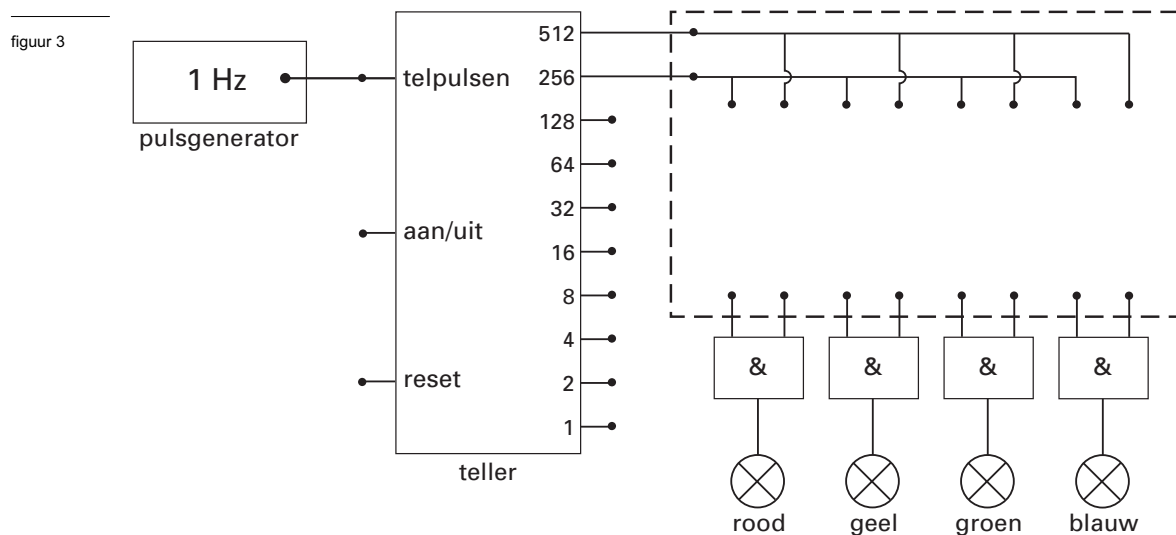 figuur 3
1 Hz
pulsgenerator
telpulsen
aan/uit
reset
512
256
128
64
32
16
8
4
2
1
teller
& & & &
rood geel groen blauw